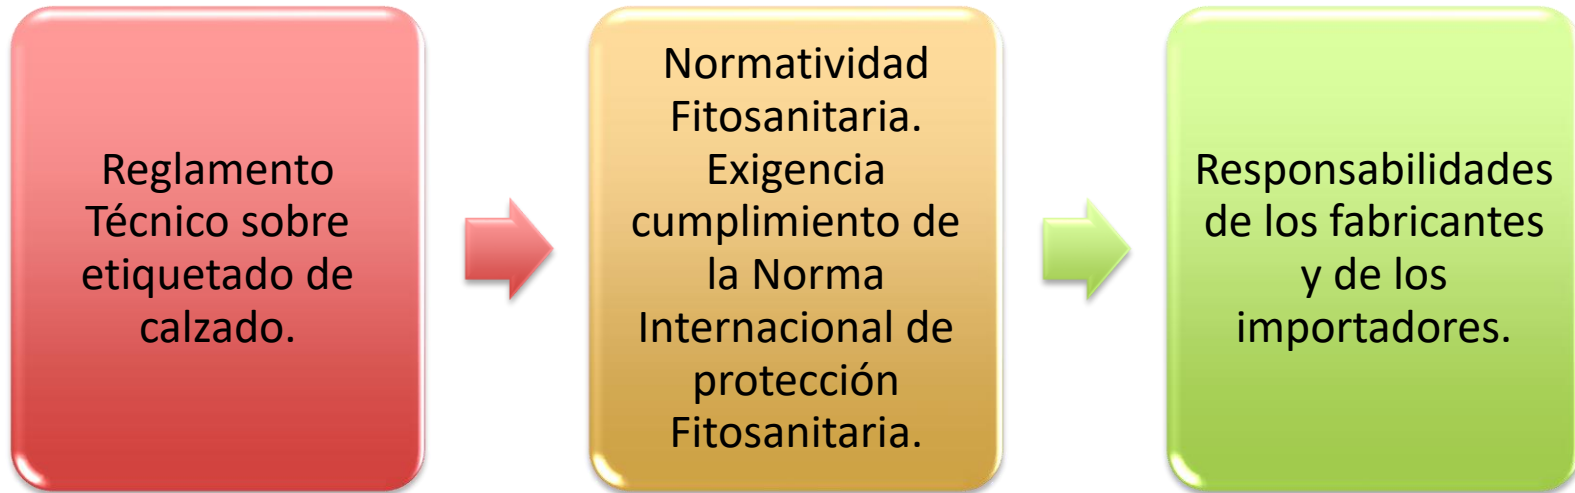 Reglamento
Técnico sobre
etiquetado de
calzado.
Normatividad
Fitosanitaria.
Exigencia
cumplimiento de
la Norma
Internacional de
protección
Fitosanitaria.
Responsabilidades
de los fabricantes
y de los
importadores.